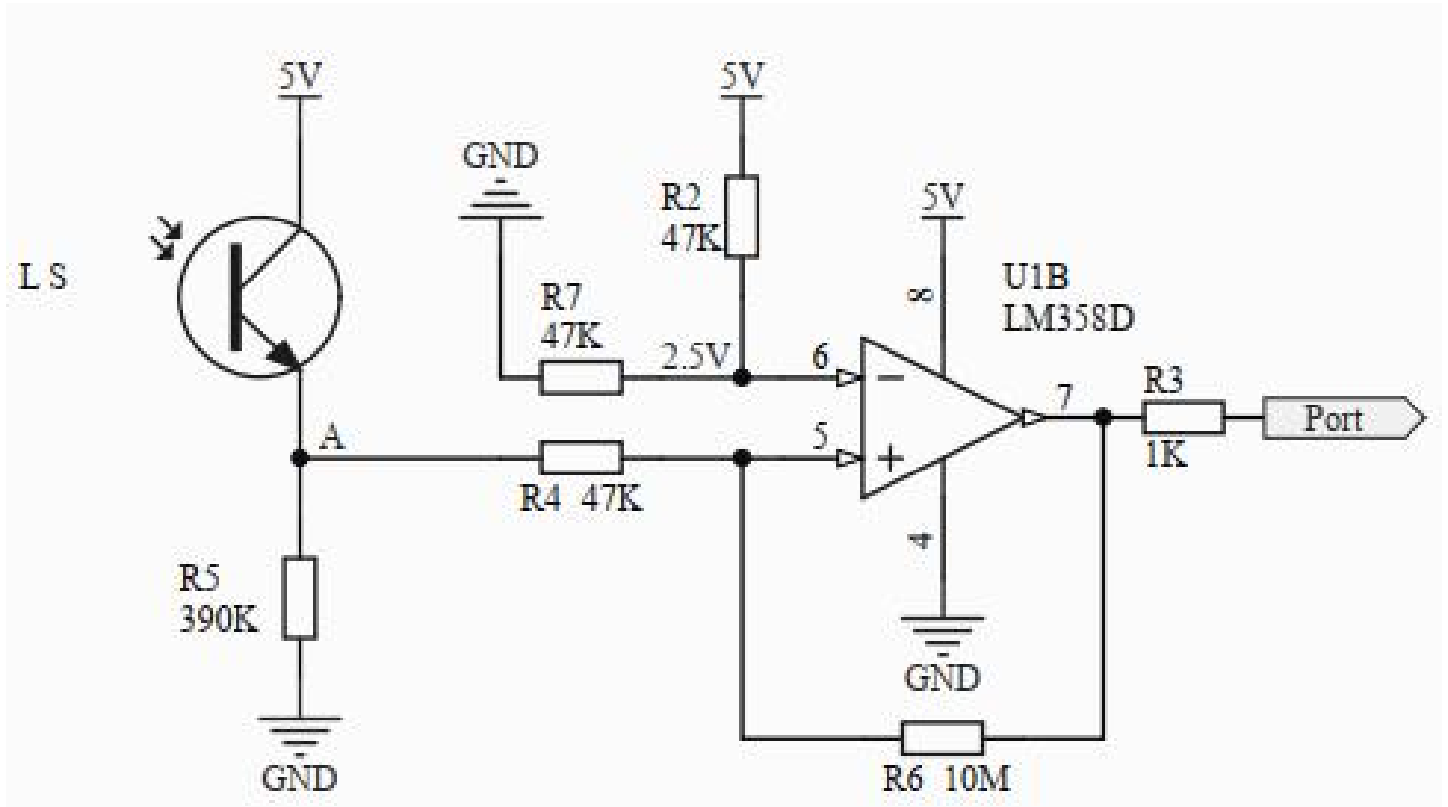 5V
5V
GND
R2
47K
5V
L S
R7
47K
2.5V
6
8
U1B
LM358D
A
R4 47K
5
7
R3
1K
Port
4
R5
390K
GND
GND
R6 10M